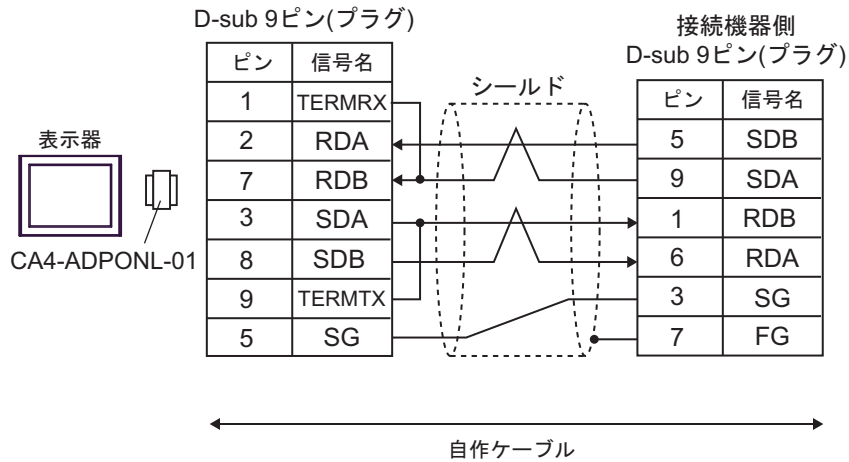 D-sub 9ピン(プラグ)
接続機器側
D-sub 9ピン(プラグ)
ピン 信号名
1 TERMRX
2 RDA
7 RDB
3 SDA
8 SDB
9 TERMTX
5 SG
シールド
ピン 信号名
5 SDB
9 SDA
1 RDB
6 RDA
3 SG
7 FG
表示器
CA4-ADPONL-01
自作ケーブル